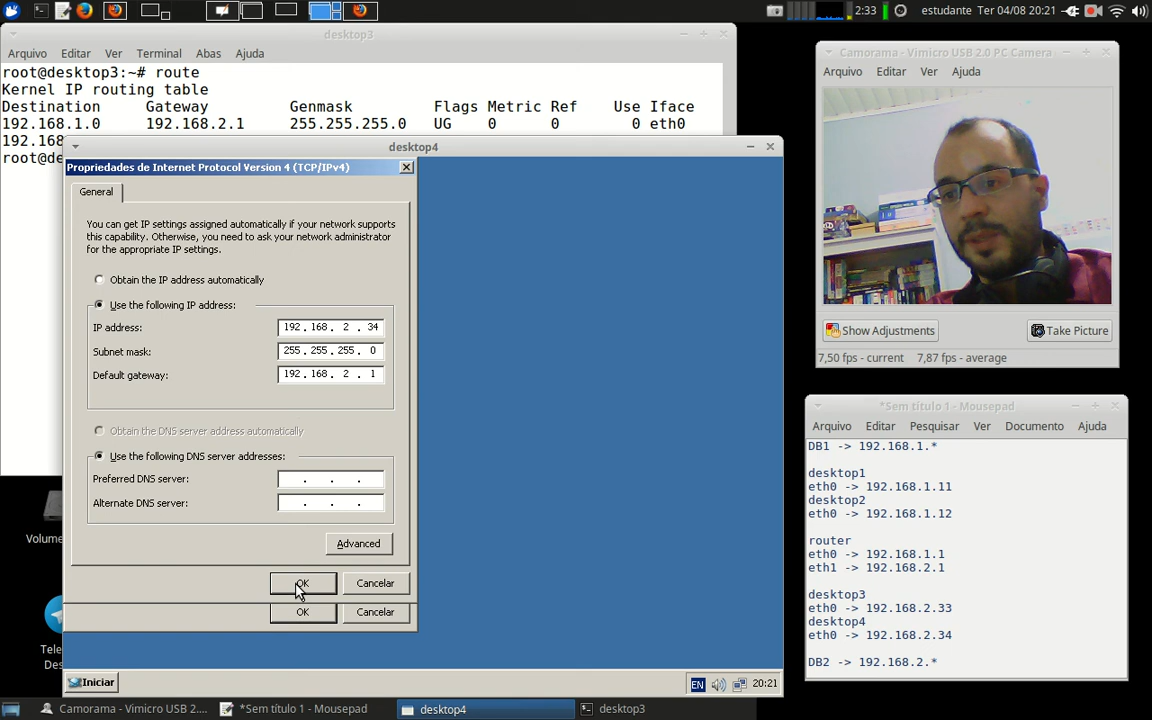 2:33 estudante Ter 04/08 20:21
desktop3
Arquivo Editar Ver Terminal Abas Ajuda
root@desktop3:~# route
Kernel IP routing table
Destination Gateway Genmask Flags Metric Ref Use Iface
192.168.1.0 192.168.2.1 255.255.255.0 UG 0 0 0 eth0
192.168
root@de
desktop4
Propriedades de Internet Protocol Version 4 (TCP/IPv4)
General
You can get IP settings assigned automatically if your network supports
this capability. Otherwise, you need to ask your network administrator
for the appropriate IP settings.
Obtain the IP address automatically
Use the following IP address:
IP address: 192.168. 2 . 34
Subnet mask: 255.255.255. 0
Default gateway: 192.168. 2 . 1
Obtain the DNS server address automatically
Use the following DNS server addresses:
Preferred DNS server: . . .
Alternate DNS server: . . .
Advanced
OK Cancelar
OK Cancelar
Iniciar
EN 20:21
Volume
Tele
Des
Camorama - Vimicro USB 2.0 PC Camera
Arquivo Editar Ver Ajuda
Show Adjustments Take Picture
7,50 fps - current 7,87 fps - average
*Sem título 1 - Mousepad
Arquivo Editar Pesquisar Ver Documento Ajuda
DB1 -> 192.168.1.*
desktop1
eth0 -> 192.168.1.11
desktop2
eth0 -> 192.168.1.12
router
eth0 -> 192.168.1.1
eth1 -> 192.168.2.1
desktop3
eth0 -> 192.168.2.33
desktop4
eth0 -> 192.168.2.34
DB2 -> 192.168.2.*
Camorama - Vimicro USB 2.... *Sem título 1 - Mousepad desktop4 desktop3